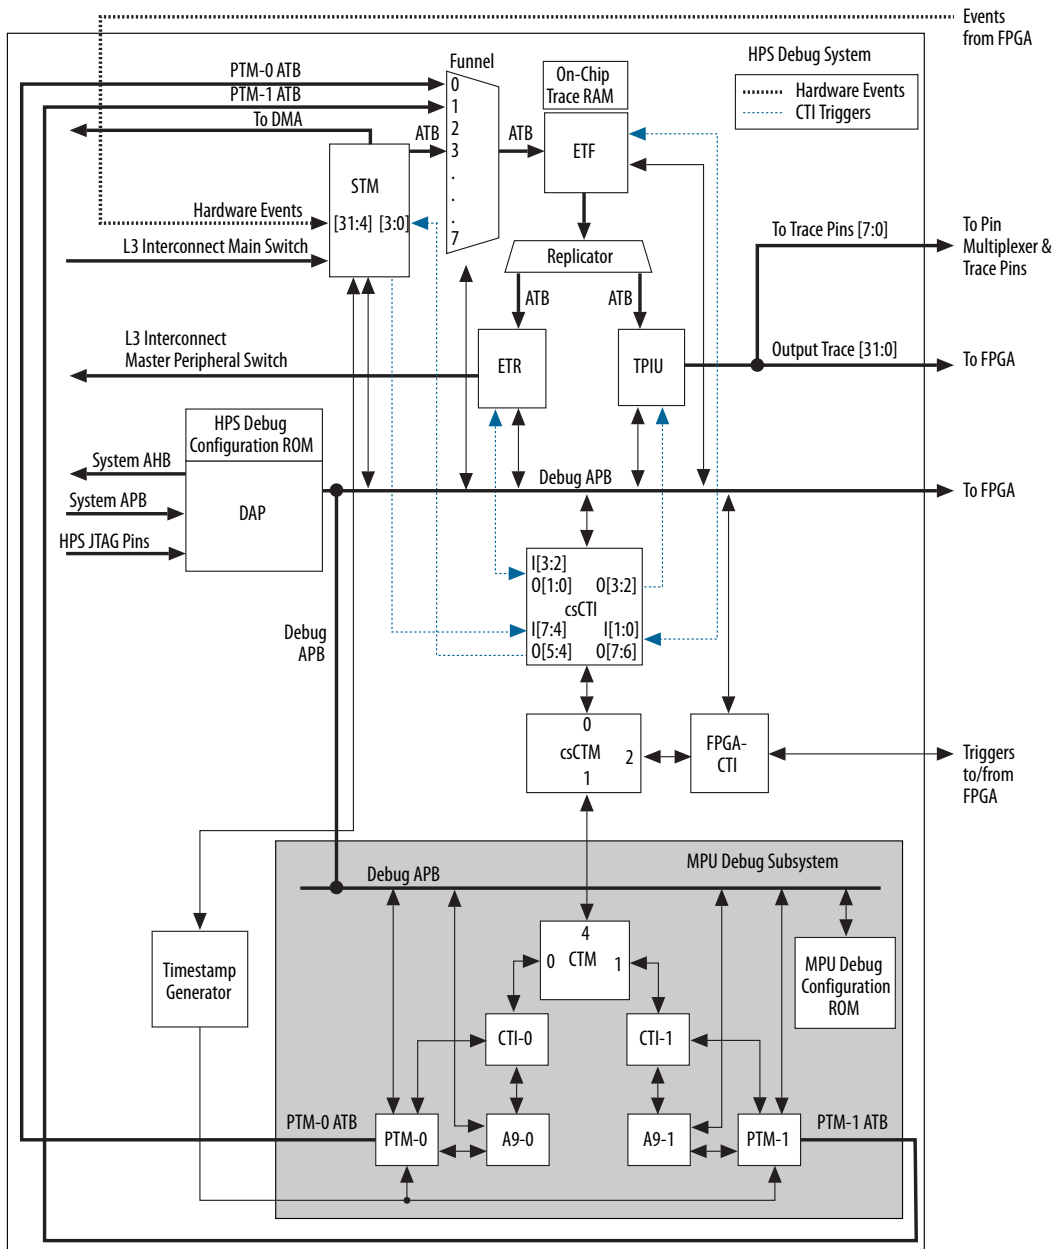 Events
from FPGA
HPS Debug System
Hardware Events
CTI Triggers
Funnel
On-Chip
Trace RAM
PTM-0 ATB
PTM-1 ATB
To DMA
ATB
ATB
0
1
2
3
.
.
.
7
ETF
STM
[31:4] [3:0]
Hardware Events
L3 Interconnect Main Switch
Replicator
To Trace Pins [7:0]
To Pin
Multiplexer &
Trace Pins
ATB
ATB
L3 Interconnect
Master Peripheral Switch
ETR
TPIU
Output Trace [31:0]
To FPGA
HPS Debug
Configuration ROM
System AHB
System APB
HPS JTAG Pins
DAP
Debug APB
To FPGA
I[3:2]
O[1:0]
O[3:2]
csCTI
I[7:4]
O[5:4]
I[1:0]
O[7:6]
Debug
APB
0
csCTM
2
1
FPGA-
CTI
Triggers
to/from
FPGA
MPU Debug Subsystem
Debug APB
4
0
CTM
1
Timestamp
Generator
MPU Debug
Configuration
ROM
CTI-0
CTI-1
PTM-0 ATB
PTM-0
A9-0
A9-1
PTM-1
PTM-1 ATB